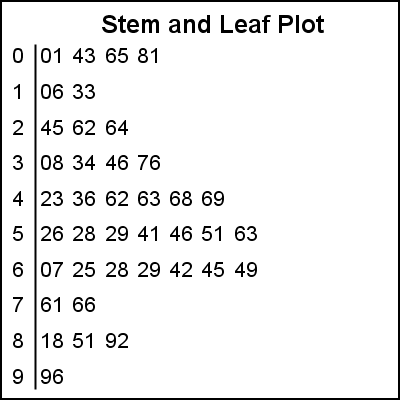 Stem and Leaf Plot
0 01 43 65 81
1 06 33
2 45 62 64
3 08 34 46 76
4 23 36 62 63 68 69
5 26 28 29 41 46 51 63
6 07 25 28 29 42 45 49
7 61 66
8 18 51 92
9 96